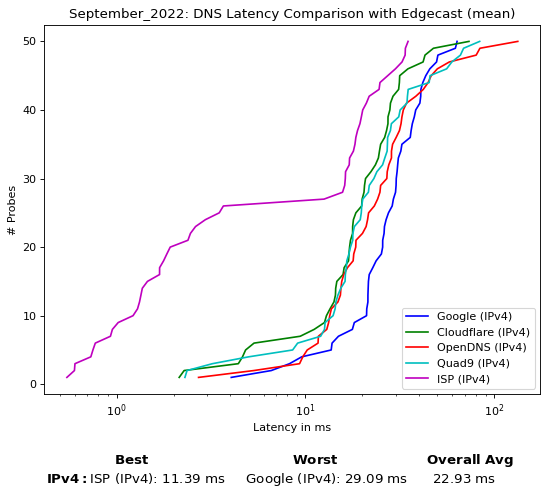 September_2022: DNS Latency Comparison with Edgecast (mean)
# Probes
50
40
30
20
10
0
10⁰
10¹
10²
Latency in ms
Google (IPv4)
Cloudflare (IPv4)
OpenDNS (IPv4)
Quad9 (IPv4)
ISP (IPv4)
Best Worst Overall Avg
IPv4: ISP (IPv4): 11.39 ms Google (IPv4): 29.09 ms 22.93 ms